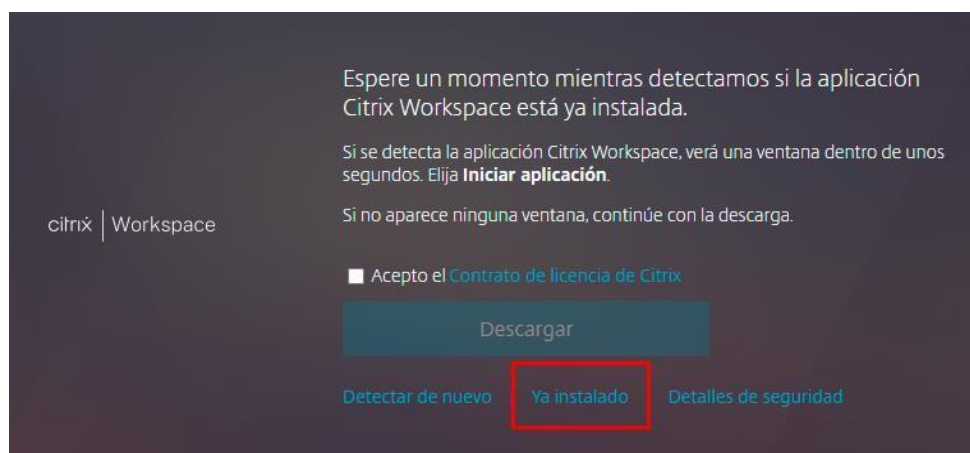 Espere un momento mientras detectamos si la aplicación
Citrix Workspace está ya instalada.
Si se detecta la aplicación Citrix Workspace, verá una ventana dentro de unos
segundos. Elija Iniciar aplicación.
citrix | Workspace
Si no aparece ninguna ventana, continúe con la descarga.
Acepto el Contrato de licencia de Citrix
Descargar
Detectar de nuevo Ya instalado Detalles de seguridad